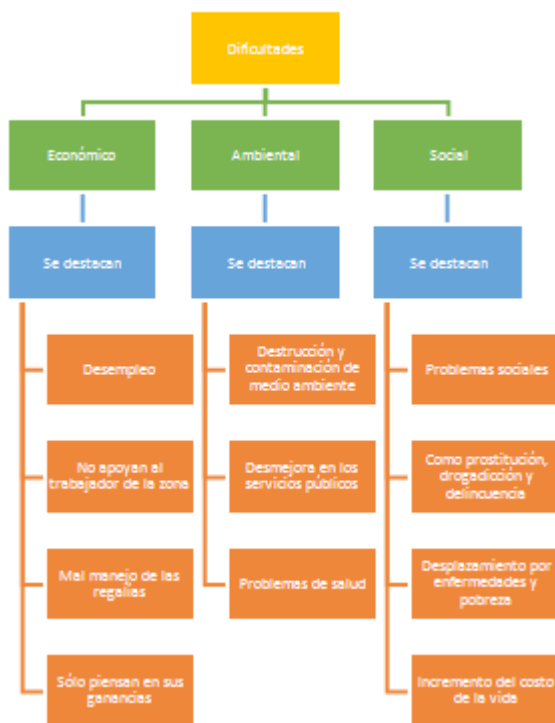 Dificultades
Económico
Ambiental
Social
Se destacan
Se destacan
Se destacan
Desempleo
No apoyan al
trabajador de la zona
Mal manejo de las
regalías
Sólo piensan en sus
ganancias
Destrucción y
contaminación de
medio ambiente
Desmejora en los
servicios públicos
Problemas de salud
Problemas sociales
Como prostitución,
drogadicción y
delincuencia
Desplazamiento por
enfermedades y
pobreza
Incremento del costo
de la vida